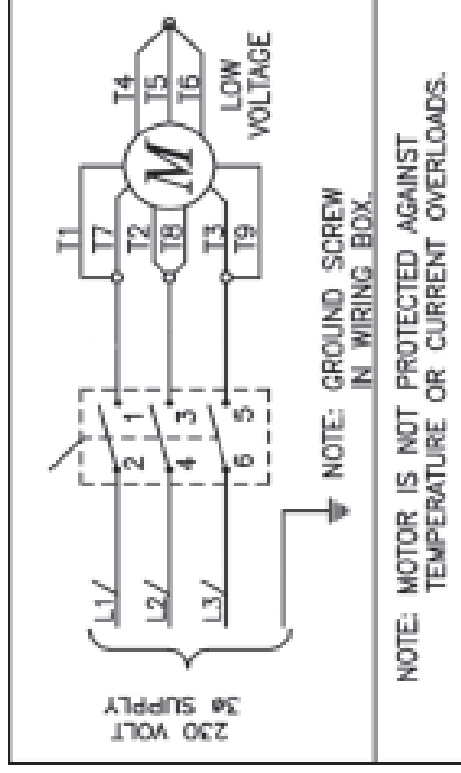 230 VOLT
3Ø SUPPLY
L1
L2
L3
2 1
4 3
6 5
T1
T7
T2
T8
T3
T9
M
T4
T5
T6
LOW
VOLTAGE
NOTE: GROUND SCREW
IN WIRING BOX.
NOTE: MOTOR IS NOT PROTECTED AGAINST
TEMPERATURE OR CURRENT OVERLOADS.